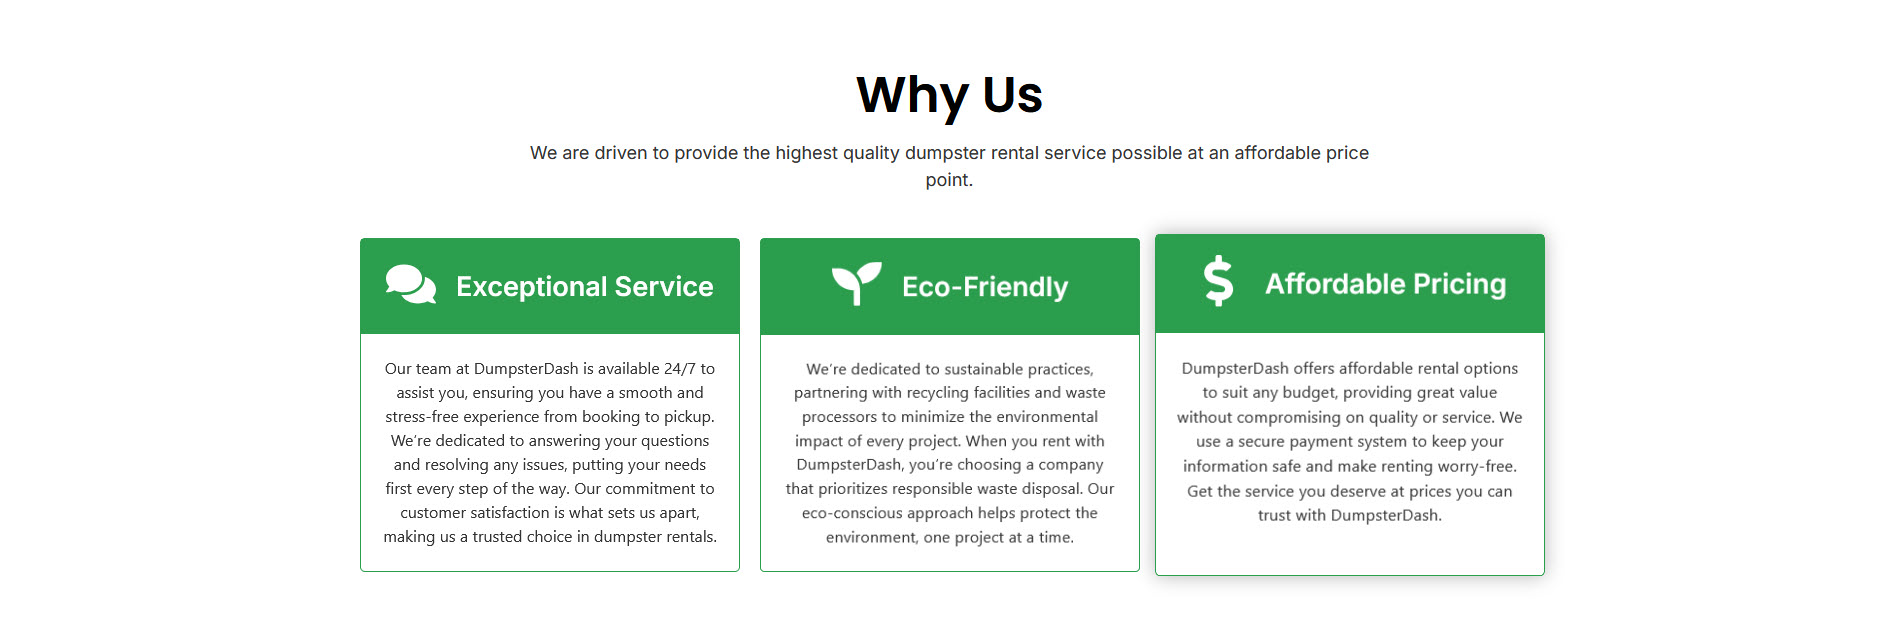 Why Us
We are driven to provide the highest quality dumpster rental service possible at an affordable price
point.
Exceptional Service
Our team at DumpsterDash is available 24/7 to
assist you, ensuring you have a smooth and
stress-free experience from booking to pickup.
We’re dedicated to answering your questions
and resolving any issues, putting your needs
first every step of the way. Our commitment to
customer satisfaction is what sets us apart,
making us a trusted choice in dumpster rentals.
Eco-Friendly
We’re dedicated to sustainable practices,
partnering with recycling facilities and waste
processors to minimize the environmental
impact of every project. When you rent with
DumpsterDash, you’re choosing a company
that prioritizes responsible waste disposal. Our
eco-conscious approach helps protect the
environment, one project at a time.
Affordable Pricing
DumpsterDash offers affordable rental options
to suit any budget, providing great value
without compromising on quality or service. We
use a secure payment system to keep your
information safe and make renting worry-free.
Get the service you deserve at prices you can
trust with DumpsterDash.